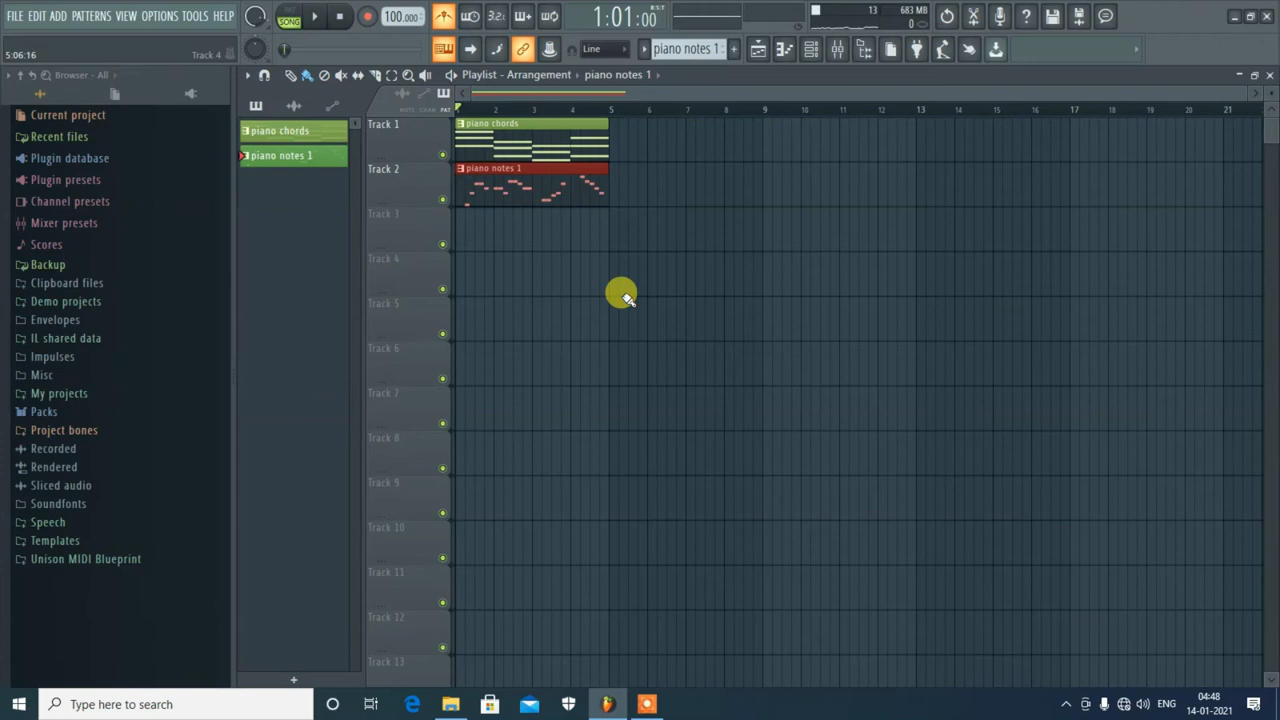 FILE EDIT ADD PATTERNS VIEW OPTIONS TOOLS HELP
PAT
SONG
100.000
3.2.
1:01:00
B:S:T
13
683 MB
0
5:06:16
Track 4
Line
piano notes 1
Browser - All
Playlist - Arrangement
piano notes 1
NOTE CHAN PAT
1 2 3 4 5 6 7 8 9 10 11 12 13 14 15 16 17 18 19 20 21
Current project
Recent files
Plugin database
Plugin presets
Channel presets
Mixer presets
Scores
Backup
Clipboard files
Demo projects
Envelopes
IL shared data
Impulses
Misc
My projects
Packs
Project bones
Recorded
Rendered
Sliced audio
Soundfonts
Speech
Templates
Unison MIDI Blueprint
piano chords
piano notes 1
Track 1
piano chords
Track 2
piano notes 1
Track 3
Track 4
Track 5
Track 6
Track 7
Track 8
Track 9
Track 10
Track 11
Track 12
Track 13
Type here to search
ENG
04:48
14-01-2021